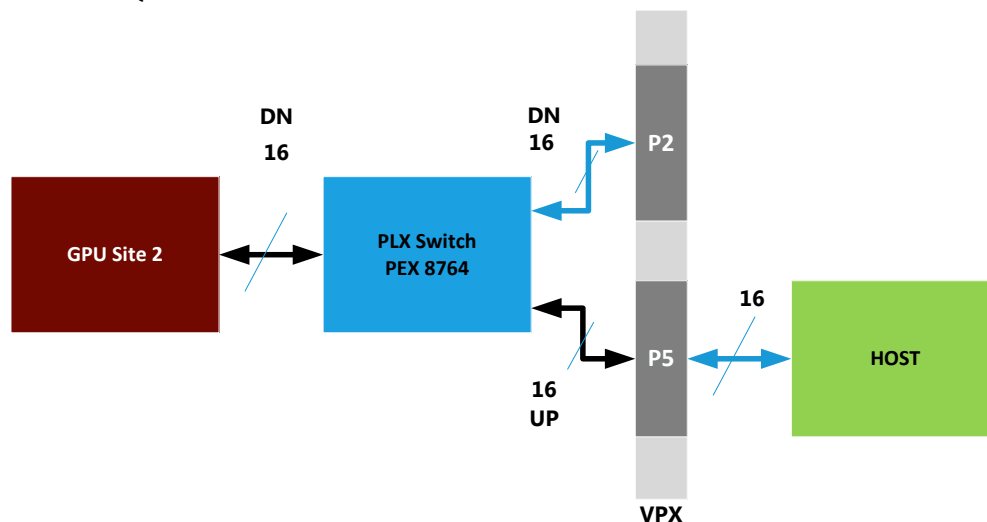 DN
16
DN
16
P2
GPU Site 2
PLX Switch
PEX 8764
16
UP
P5
16
HOST
VPX